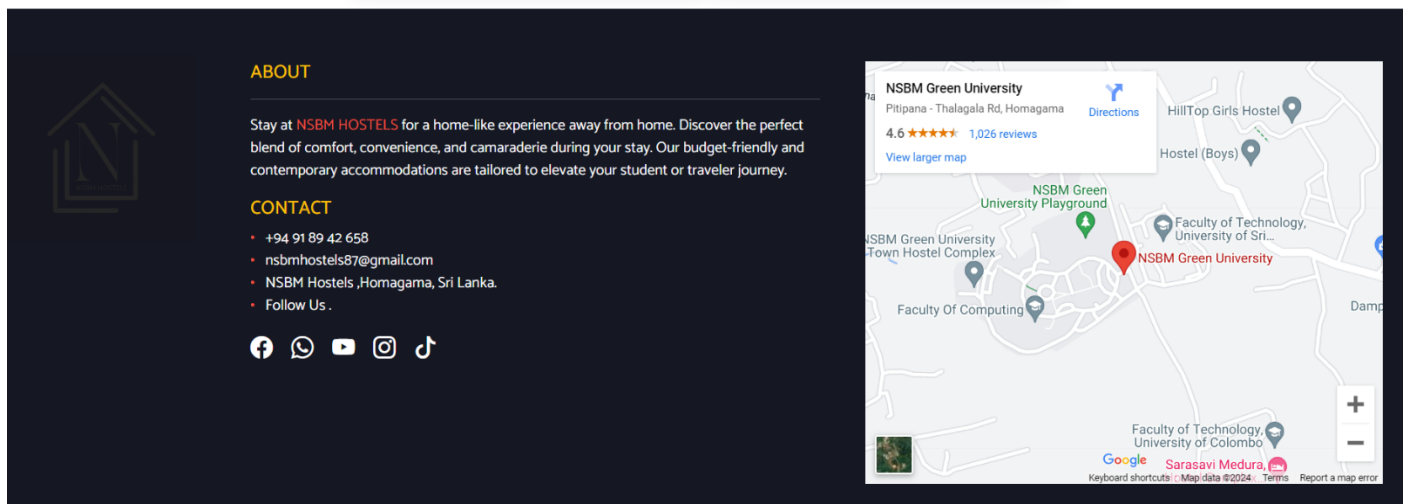 NSBM HOSTELS
ABOUT
Stay at NSBM HOSTELS for a home-like experience away from home. Discover the perfect
blend of comfort, convenience, and camaraderie during your stay. Our budget-friendly and
contemporary accommodations are tailored to elevate your student or traveler journey.
CONTACT
+94 91 89 42 658
nsbmhostels87@gmail.com
NSBM Hostels ,Homagama, Sri Lanka.
Follow Us .
NSBM Green University
Pitipana - Thalagala Rd, Homagama
4.6 1,026 reviews
View larger map
Directions
HillTop Girls Hostel
Hostel (Boys)
NSBM Green
University Playground
Faculty of Technology,
University of Sri...
NSBM Green University
Town Hostel Complex
NSBM Green University
Faculty Of Computing
Damp
Faculty of Technology,
University of Colombo
Google
Sarasavi Medura,
Keyboard shortcuts
Map data ©2024
Terms
Report a map error